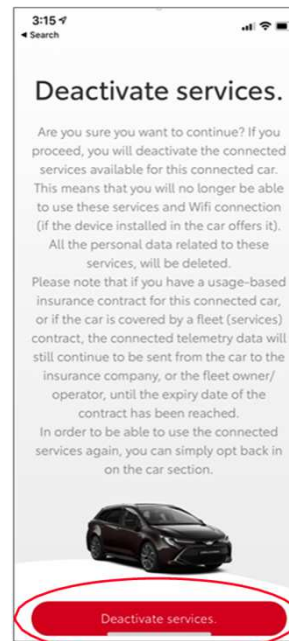 3:15
◀ Search
Deactivate services.
Are you sure you want to continue? If you
proceed, you will deactivate the connected
services available for this connected car.
This means that you will no longer be able
to use these services and Wifi connection
(if the device installed in the car offers it).
All the personal data related to these
services, will be deleted.
Please note that if you have a usage-based
insurance contract for this connected car,
or if the car is covered by a fleet (services)
contract, the connected telemetry data will
still continue to be sent from the car to the
insurance company, or the fleet owner/
operator, until the expiry date of the
contract has been reached.
In order to be able to use the connected
services again, you can simply opt back in
on the car section.
Deactivate services.